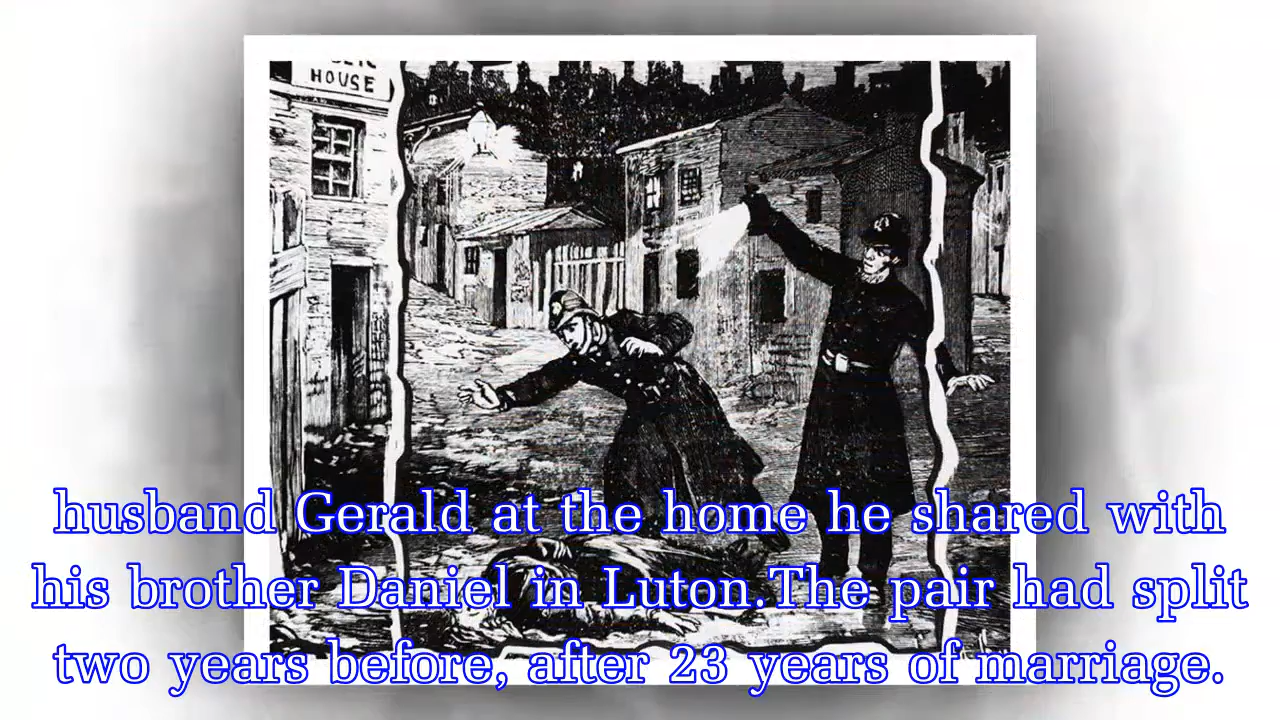 HOUSE
husband Gerald at the home he shared with
his brother Daniel in Luton.The pair had split
two years before, after 23 years of marriage.